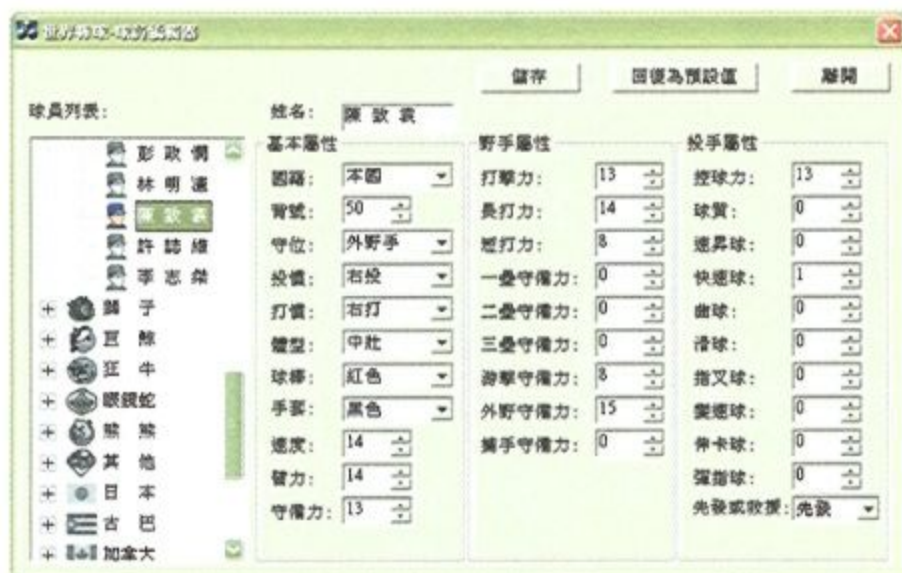 儲存 回復為預設值 離開
球員列表:
姓名: 陳 致 袁
彭 政 憫
林 明 憲
陳 致 袁
許 誌 維
李 志 傑
獅 子
巨 鯨
狂 牛
眼鏡蛇
熊 熊
其 他
日 本
古 巴
加拿大
基本屬性
國籍: 本國
背號: 50
守位: 外野手
投慣: 右投
打慣: 右打
體型: 中壯
球棒: 紅色
手套: 黑色
速度: 14
臂力: 14
守備力: 13
野手屬性
打擊力: 13
長打力: 14
短打力: 8
一壘守備力: 0
二壘守備力: 0
三壘守備力: 0
游擊守備力: 8
外野守備力: 15
捕手守備力: 0
投手屬性
控球力: 13
球質: 0
速昇球: 0
快速球: 1
曲球: 0
滑球: 0
指叉球: 0
變速球: 0
伸卡球: 0
彈指球: 0
先發或救援: 先發